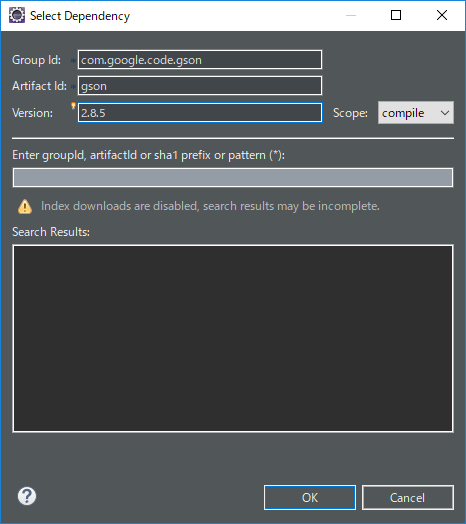 Select Dependency
Group Id: com.google.code.gson
Artifact Id: gson
Version: 2.8.5 Scope: compile
Enter groupId, artifactId or sha1 prefix or pattern (*):
Index downloads are disabled, search results may be incomplete.
Search Results:
? OK Cancel